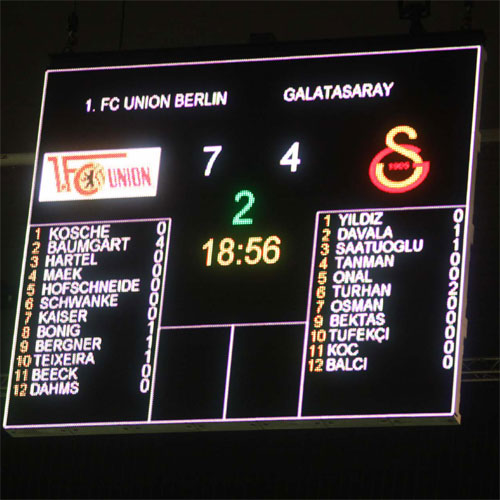 1. FC UNION BERLIN GALATASARAY
7 4
1.FC UNION
1905
2
18:56
1 KOSCHE 0
2 BAUMGART 4
3 HARTEL 0
4 MAEK 0
5 HOFSCHNEIDE 0
6 SCHWANKE 0
7 KAISER 0
8 BONIG 1
9 BERGNER 1
10 TEIXEIRA 1
11 BEECK 0
12 DAHMS 0
1 YILDIZ 0
2 DAVALA 1
3 SAATUOGLU 1
4 TANMAN 0
5 ONAL 0
6 TURHAN 2
7 OSMAN 0
9 BEKTAS 0
10 TUFEKÇI 0
11 KOC 0
12 BALCI 0